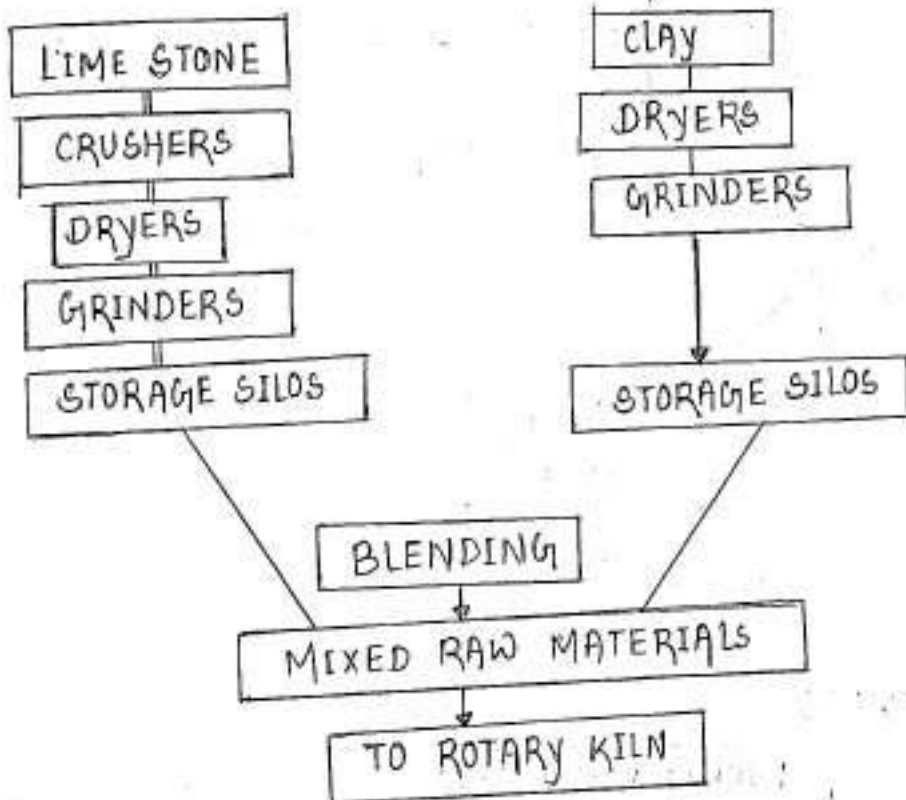 LIME STONE
CRUSHERS
DRYERS
GRINDERS
STORAGE SILOS
CLAY
DRYERS
GRINDERS
STORAGE SILOS
BLENDING
MIXED RAW MATERIALS
TO ROTARY KILN